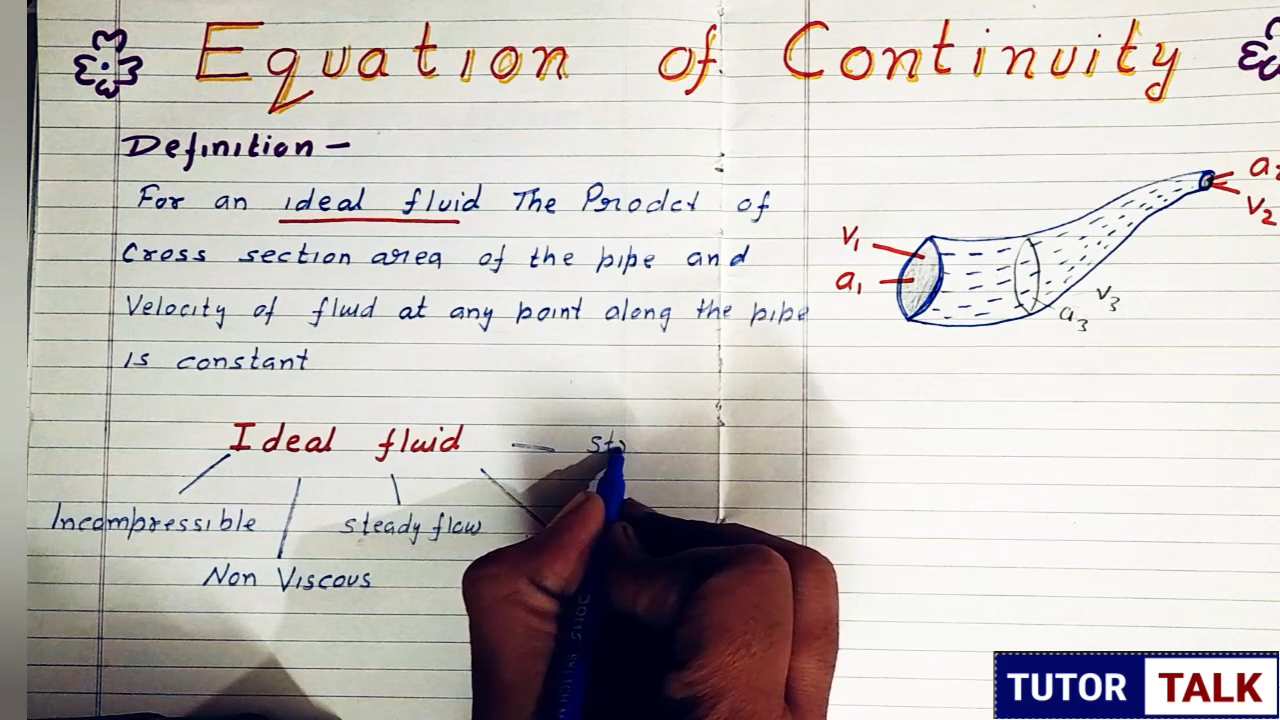 Equation of Continuity
Definition -
For an ideal fluid The Prodct of
Cross section area of the pipe and
Velocity of fluid at any point along the pipe
is constant
V1
a1
a2
V2
V3
a3
Ideal fluid
Incompressible
Steady flow
Non Viscous
TUTOR TALK